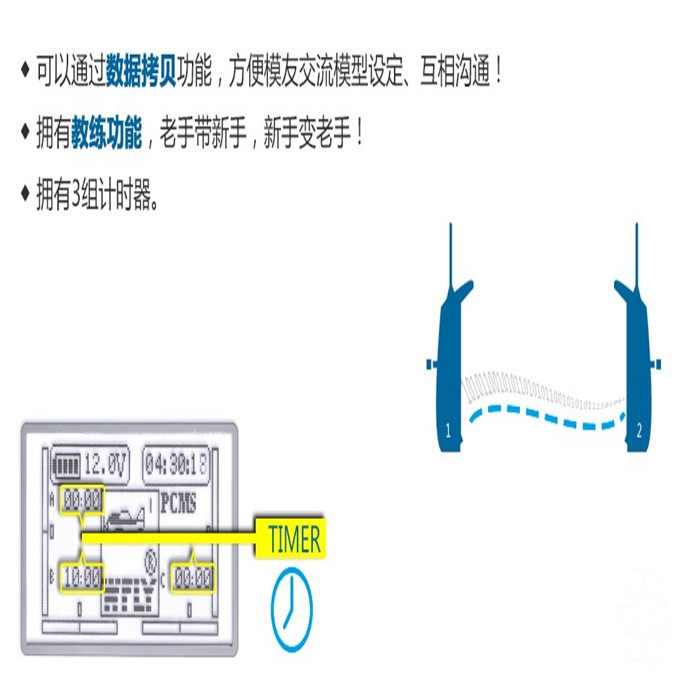 ◆ 可以通过数据拷贝功能，方便模友交流模型设定、互相沟通！
◆ 拥有教练功能，老手带新手，新手变老手！
◆ 拥有3组计时器。
1
2
12.0V
04:30:18
A 00:00
PCMS
TIMER
B 10:00
C 00:00
®